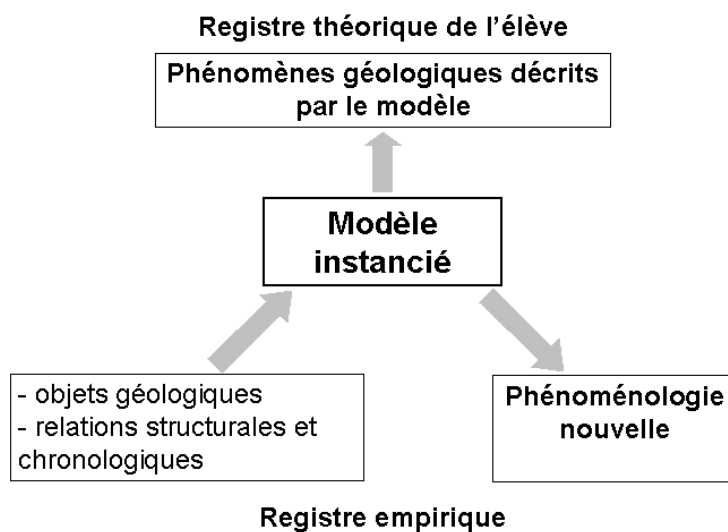 Registre théorique de l'élève
Phénomènes géologiques décrits
par le modèle
Modèle
instancié
- objets géologiques
- relations structurales et
chronologiques
Phénoménologie
nouvelle
Registre empirique